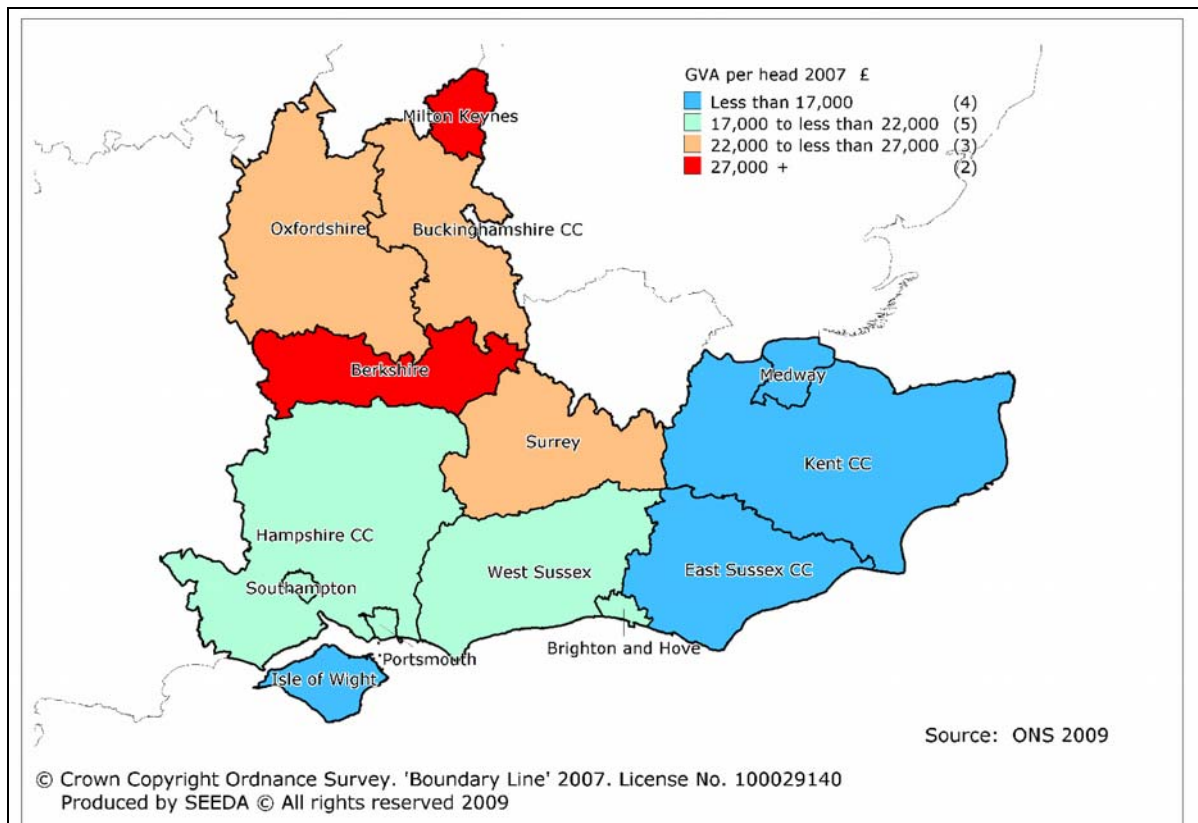 GVA per head 2007 £
Less than 17,000 (4)
17,000 to less than 22,000 (5)
22,000 to less than 27,000 (3)
27,000 + (2)
Milton Keynes
Oxfordshire
Buckinghamshire CC
Berkshire
Medway
Surrey
Kent CC
Hampshire CC
West Sussex
East Sussex CC
Southampton
Brighton and Hove
Portsmouth
Isle of Wight
Source: ONS 2009
© Crown Copyright Ordnance Survey. 'Boundary Line' 2007. License No. 100029140
Produced by SEEDA © All rights reserved 2009